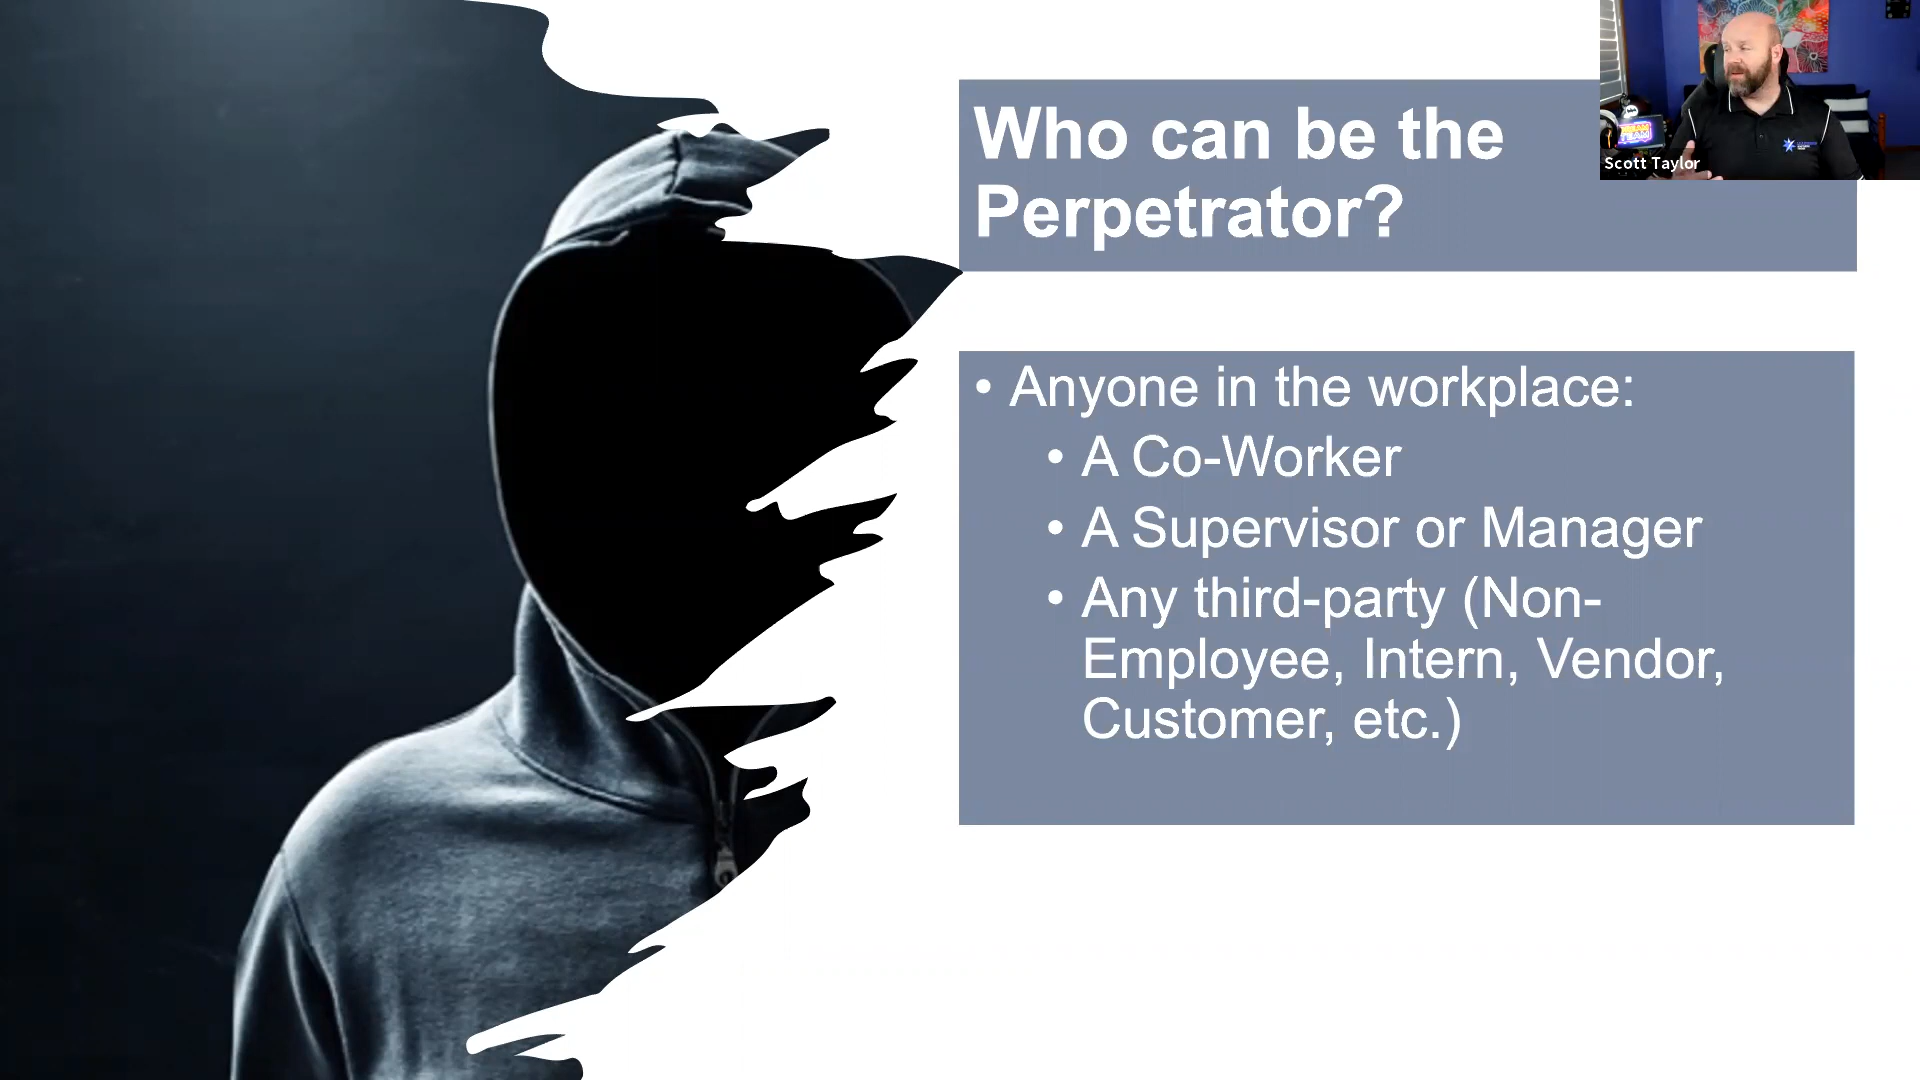 Who can be the
Perpetrator?
Scott Taylor
• Anyone in the workplace:
• A Co-Worker
• A Supervisor or Manager
• Any third-party (Non-
Employee, Intern, Vendor,
Customer, etc.)